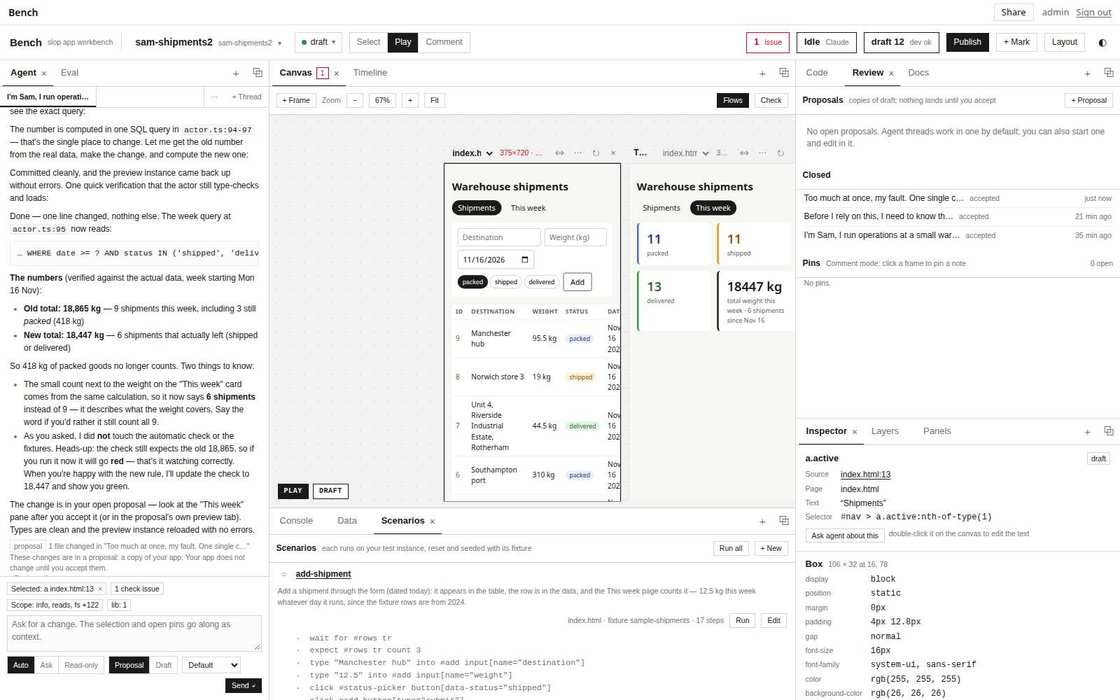 Bench
Share admin Sign out
Bench slop app workbench sam-shipments2 sam-shipments2 draft Select Play Comment 1 issue Idle Claude draft 12 dev ok Publish + Mark Layout
Agent × Eval
I'm Sam, I run operati… ··· + Thread
see the exact query:
The number is computed in one SQL query in actor.ts:94-97
— that's the single place to change. Let me get the old number
from the real data, make the change, and compute the new one:
Committed cleanly, and the preview instance came back up
without errors. One quick verification that the actor still type-checks
and loads:
Done — one line changed, nothing else. The week query at
actor.ts:95 now reads:
… WHERE date >= ? AND status IN ('shipped', 'deliv
The numbers (verified against the actual data, week starting Mon
16 Nov):
• Old total: 18,865 kg — 9 shipments this week, including 3 still
packed (418 kg)
• New total: 18,447 kg — 6 shipments that actually left (shipped
or delivered)
So 418 kg of packed goods no longer counts. Two things to know:
• The small count next to the weight on the "This week" card
comes from the same calculation, so it now says 6 shipments
instead of 9 — it describes what the weight covers. Say the
word if you'd rather it still count all 9.
• As you asked, I did not touch the automatic check or the
fixtures. Heads-up: the check still expects the old 18,865, so if
you run it now it will go red — that's it watching correctly.
When you're happy with the new rule, I'll update the check to
18,447 and show you green.
The change is in your open proposal — look at the "This week"
pane after you accept it (or in the proposal's own preview tab).
Types are clean and the preview instance reloaded with no errors.
proposal 1 file changed in "Too much at once, my fault. One single c…"
These changes are in a proposal: a copy of your app. Your app does not
change until you accept them.
Selected: a index.html:13 × 1 check issue
Scope: info, reads, fs +122 lib: 1
Ask for a change. The selection and open pins go along as
context.
Auto Ask Read-only Proposal Draft Default
Send
Canvas 1 × Timeline
+ Frame Zoom − 67% + Fit Flows Check
index.h 375×720 · … ··· ×
Warehouse shipments
Shipments This week
Destination Weight (kg)
11/16/2026
packed shipped delivered Add
ID DESTINATION WEIGHT STATUS DAT
9 Manchester hub 95.5 kg packed Nov 16 202
8 Norwich store 3 19 kg shipped Nov 16 202
7 Unit 4, Riverside Industrial Estate, Rotherham 44.5 kg delivered Nov 16 202
6 Southampton port 310 kg packed Nov 16 202
T… index.htm 3… ··· ×
Warehouse shipments
Shipments This week
11 packed
11 shipped
13 delivered
18447 kg
total weight this
week · 6 shipments
since Nov 16
PLAY DRAFT
Console Data Scenarios ×
Scenarios each runs on your test instance, reset and seeded with its fixture Run all + New
add-shipment
Add a shipment through the form (dated today): it appears in the table, the row is in the data, and the This week page counts it — 12.5 kg this week
whatever day it runs, since the fixture rows are from 2024.
index.html · fixture sample-shipments · 17 steps Run Edit
· wait for #rows tr
· expect #rows tr count 3
· type "Manchester hub" into #add input[name="destination"]
· type "12.5" into #add input[name="weight"]
· click #status-picker button[data-status="shipped"]
Code Review × Docs
Proposals copies of draft; nothing lands until you accept + Proposal
No open proposals. Agent threads work in one by default; you can also start one
and edit in it.
Closed
Too much at once, my fault. One single c… accepted just now
Before I rely on this, I need to know th… accepted 21 min ago
I'm Sam, I run operations at a small war… accepted 35 min ago
Pins Comment mode: click a frame to pin a note 0 open
No pins.
Inspector × Layers Panels
a.active draft
Source index.html:13
Page index.html
Text "Shipments"
Selector #nav > a.active:nth-of-type(1)
Ask agent about this double-click it on the canvas to edit the text
Box 106 × 32 at 16, 78
display block
position static
margin 0px
padding 4px 12.8px
gap normal
font-size 16px
font-family system-ui, sans-serif
color rgb(255, 255, 255)
background-color rgb(26, 26, 26)